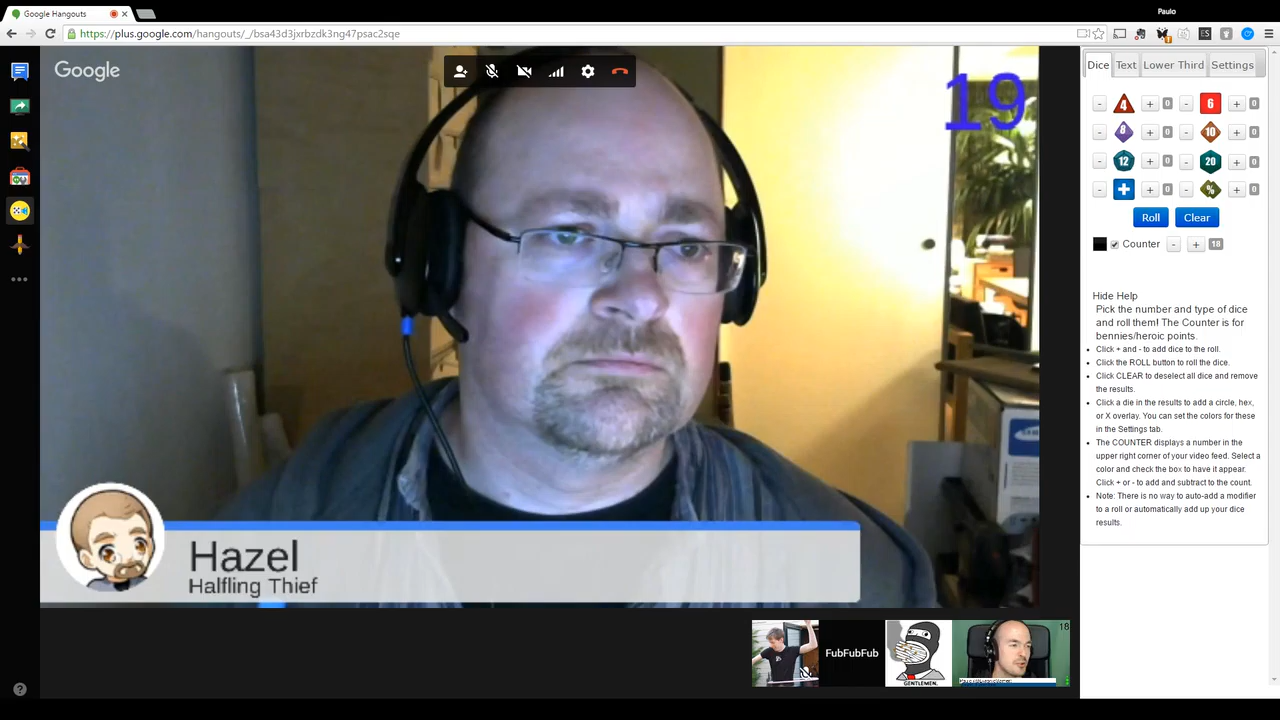 Paulo
Google Hangouts
https://plus.google.com/hangouts/_/bsa43d3jxrbzdk3ng47psac2sqe
ES
Google
19
Dice Text Lower Third Settings
- 4 + 0 - 6 + 0
- 8 + 0 - 10 + 0
- 12 + 0 - 20 + 0
- + + 0 - % + 0
Roll Clear
Counter - + 18
Hide Help
Pick the number and type of dice
and roll them! The Counter is for
bennies/heroic points.
Click + and - to add dice to the roll.
Click the ROLL button to roll the dice.
Click CLEAR to deselect all dice and remove
the results.
Click a die in the results to add a circle, hex,
or X overlay. You can set the colors for these
in the Settings tab.
The COUNTER displays a number in the
upper right corner of your video feed. Select a
color and check the box to have it appear.
Click + or - to add and subtract to the count.
Note: There is no way to auto-add a modifier
to a roll or automatically add up your dice
results.
SAMSUNG
Hazel
Halfling Thief
FubFubFub
GENTLEMEN.
18
?